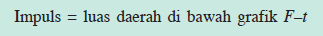 Impuls = luas daerah di bawah grafik F–t